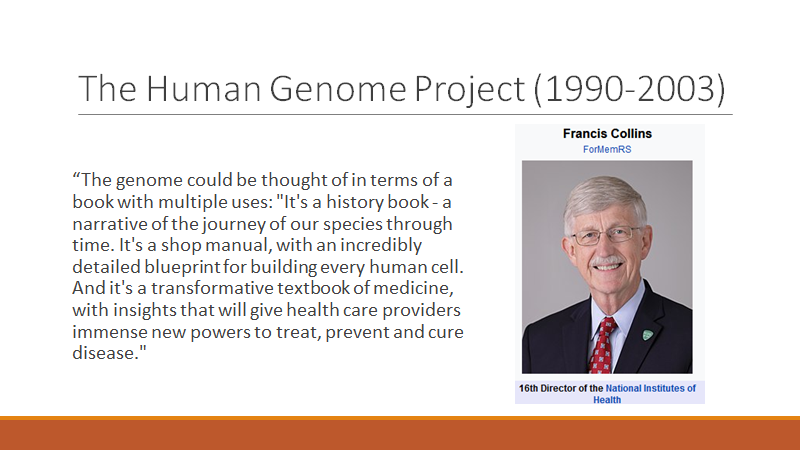 The Human Genome Project (1990-2003)
“The genome could be thought of in terms of a
book with multiple uses: "It's a history book - a
narrative of the journey of our species through
time. It's a shop manual, with an incredibly
detailed blueprint for building every human cell.
And it's a transformative textbook of medicine,
with insights that will give health care providers
immense new powers to treat, prevent and cure
disease."
Francis Collins
ForMemRS
16th Director of the National Institutes of
Health